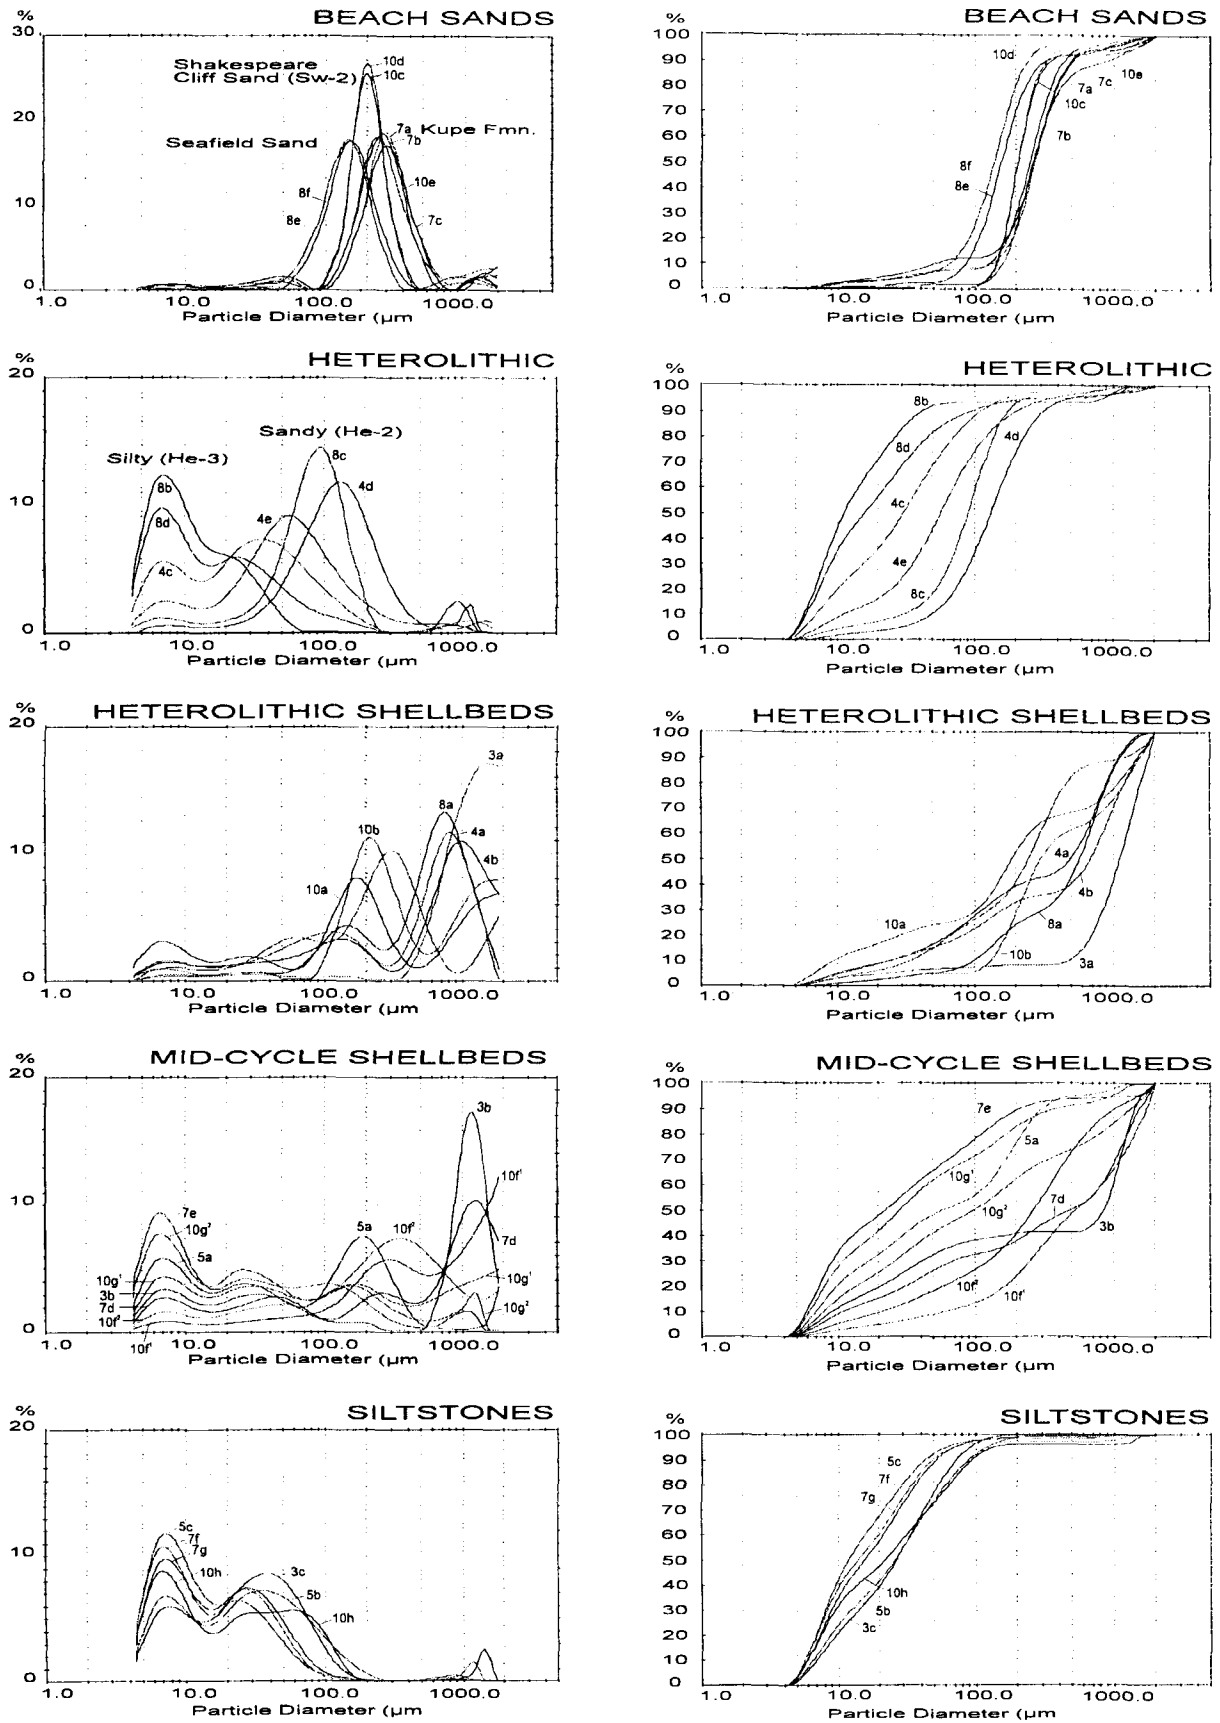 BEACH SANDS
%
30
20
10
0
Shakespeare
Cliff Sand (Sw-2)
10d
10c
7a Kupe Fmn.
7b
Seafield Sand
8f
8e
10e
7c
1.0 10.0 100.0 1000.0
Particle Diameter (µm
BEACH SANDS
%
100
90
80
70
60
50
40
30
20
10
0
10d
7c
10e
7a
10c
7b
8f
8e
1.0 10.0 100.0 1000.0
Particle Diameter (µm
HETEROLITHIC
%
20
10
0
Sandy (He-2)
Silty (He-3)
8c
8b
4d
8d
4e
4c
1.0 10.0 100.0 1000.0
Particle Diameter (µm
HETEROLITHIC
%
100
90
80
70
60
50
40
30
20
10
0
8b
8d
4d
4c
4e
8c
1.0 10.0 100.0 1000.0
Particle Diameter (µm
HETEROLITHIC SHELLBEDS
%
20
10
0
3a
8a
10b
4a
4b
10a
1.0 10.0 100.0 1000.0
Particle Diameter (µm
HETEROLITHIC SHELLBEDS
%
100
90
80
70
60
50
40
30
20
10
0
4a
4b
10a
8a
10b
3a
1.0 10.0 100.0 1000.0
Particle Diameter (µm
MID-CYCLE SHELLBEDS
%
20
10
0
3b
10f¹
7e
10g²
5a
5a
10f²
7d
10g¹
3b
7d
10f²
10f¹
10g¹
10g²
1.0 10.0 100.0 1000.0
Particle Diameter (µm
MID-CYCLE SHELLBEDS
%
100
90
80
70
60
50
40
30
20
10
0
7e
5a
10g¹
10g²
7d
3b
10f²
10f¹
1.0 10.0 100.0 1000.0
Particle Diameter (µm
SILTSTONES
%
20
10
0
5c
7f
7g
10h
3c
5b
10h
1.0 10.0 100.0 1000.0
Particle Diameter (µm
SILTSTONES
%
100
90
80
70
60
50
40
30
20
10
0
5c
7f
7g
10h
5b
3c
1.0 10.0 100.0 1000.0
Particle Diameter (µm